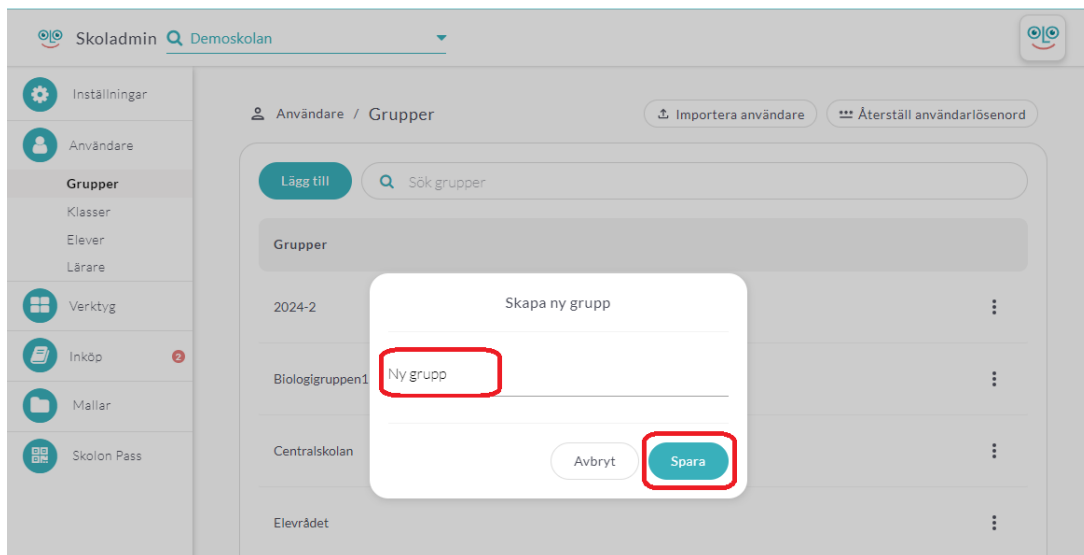 Skoladmin Demoskolan
Inställningar
Användare / Grupper Importera användare Återställ användarlösenord
Användare
Grupper
Klasser
Elever
Lärare
Verktyg
Inköp 2
Mallar
Skolon Pass
Lägg till Sök grupper
Grupper
2024-2
Biologigruppen1
Centralskolan
Elevrådet
Skapa ny grupp
Ny grupp
Avbryt Spara